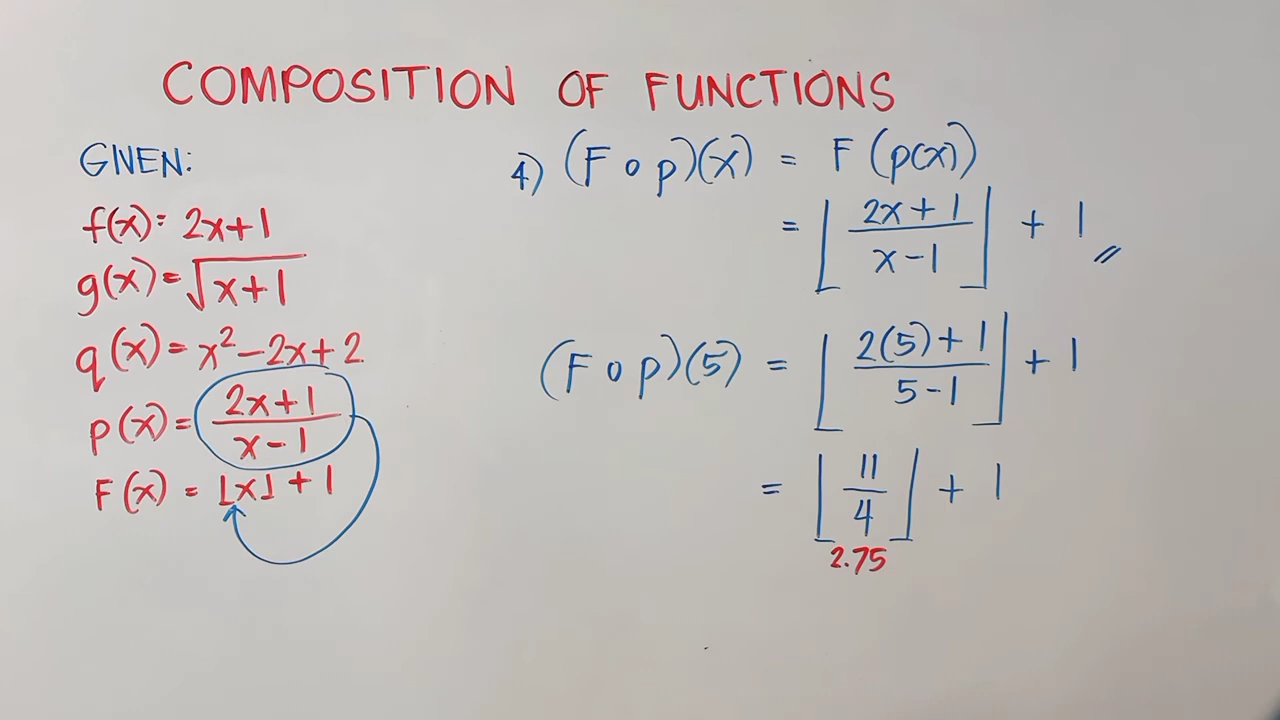 COMPOSITION OF FUNCTIONS
GIVEN:
f(x) = 2x+1
g(x) = √(x+1)
q(x) = x² - 2x + 2
p(x) = (2x+1)/(x-1)
F(x) = ⌊x⌋ + 1
4) (F ∘ p)(x) = F(p(x))
= ⌊(2x+1)/(x-1)⌋ + 1
(F ∘ p)(5) = ⌊(2(5)+1)/(5-1)⌋ + 1
= ⌊11/4⌋ + 1
2.75